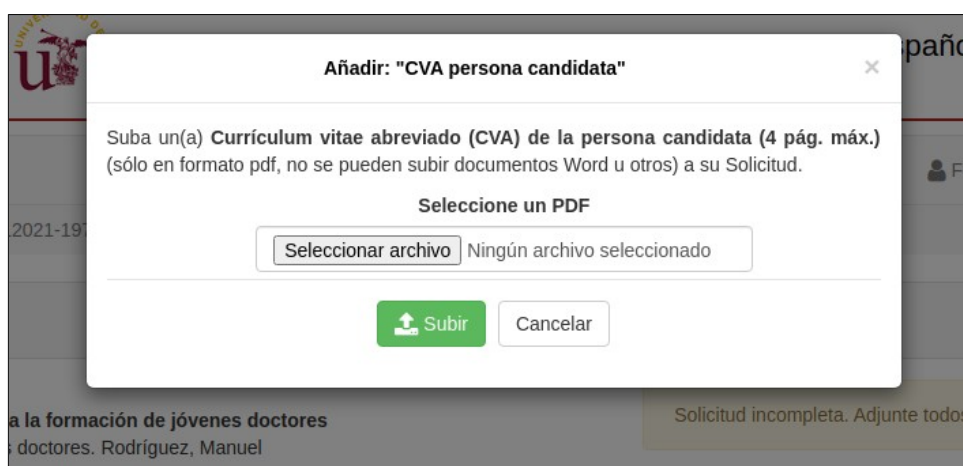 Añadir: "CVA persona candidata" ×
Suba un(a) Currículum vitae abreviado (CVA) de la persona candidata (4 pág. máx.)
(sólo en formato pdf, no se pueden subir documentos Word u otros) a su Solicitud.
Seleccione un PDF
Seleccionar archivo Ningún archivo seleccionado
Subir Cancelar
2021-197
a la formación de jóvenes doctores
doctores. Rodríguez, Manuel
Solicitud incompleta. Adjunte todos